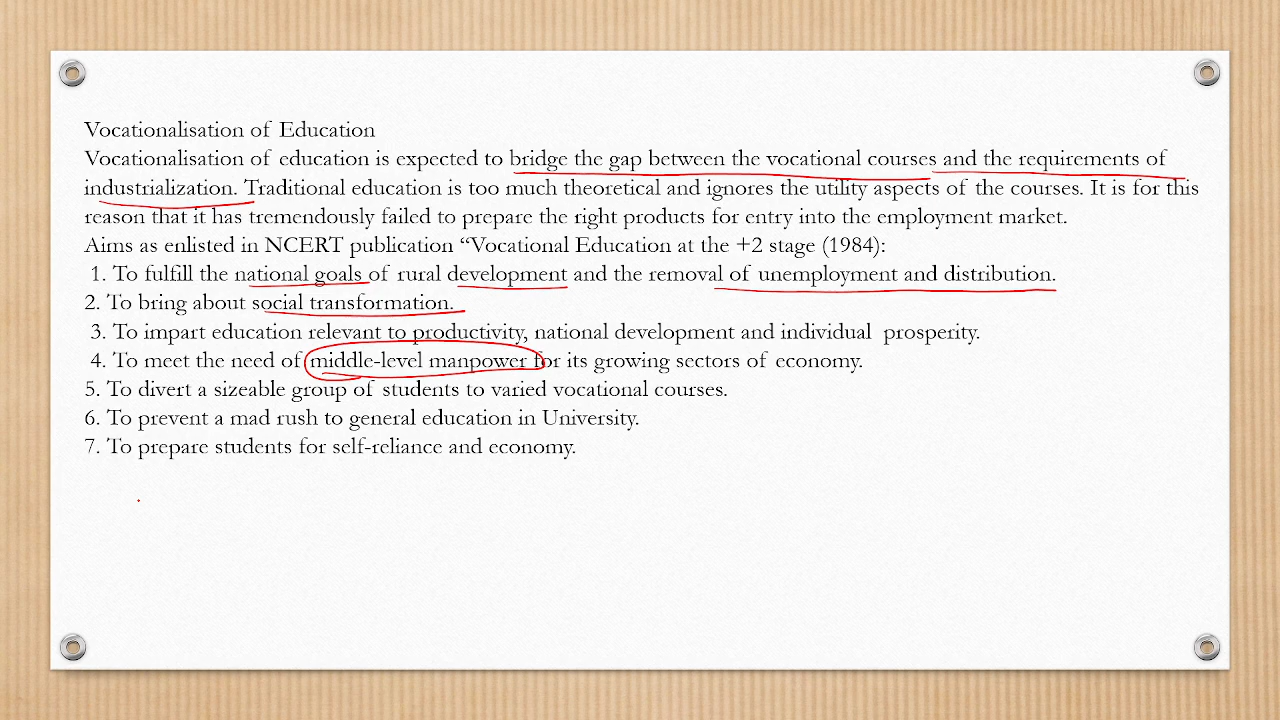 Vocationalisation of Education
Vocationalisation of education is expected to bridge the gap between the vocational courses and the requirements of
industrialization. Traditional education is too much theoretical and ignores the utility aspects of the courses. It is for this
reason that it has tremendously failed to prepare the right products for entry into the employment market.
Aims as enlisted in NCERT publication “Vocational Education at the +2 stage (1984):
1. To fulfill the national goals of rural development and the removal of unemployment and distribution.
2. To bring about social transformation.
3. To impart education relevant to productivity, national development and individual prosperity.
4. To meet the need of middle-level manpower for its growing sectors of economy.
5. To divert a sizeable group of students to varied vocational courses.
6. To prevent a mad rush to general education in University.
7. To prepare students for self-reliance and economy.